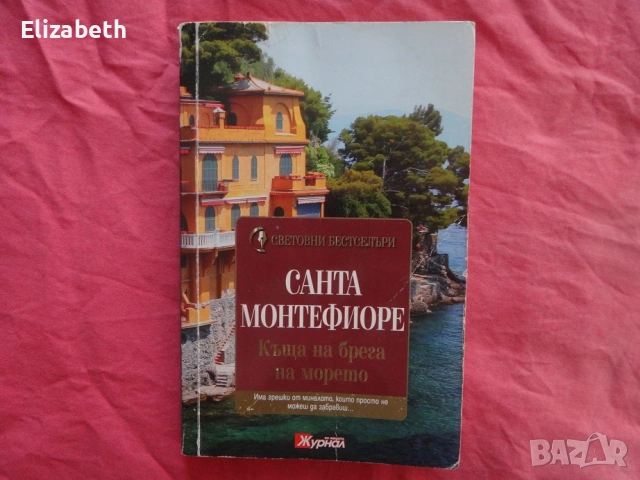 Elizabeth
СВЕТОВНИ БЕСТСЕЛЪРИ
САНТА
МОНТЕФИОРЕ
Къща на брега
на морето
Има грешки от миналото, които просто не
можеш да забравиш...
Журнал
BAZAR